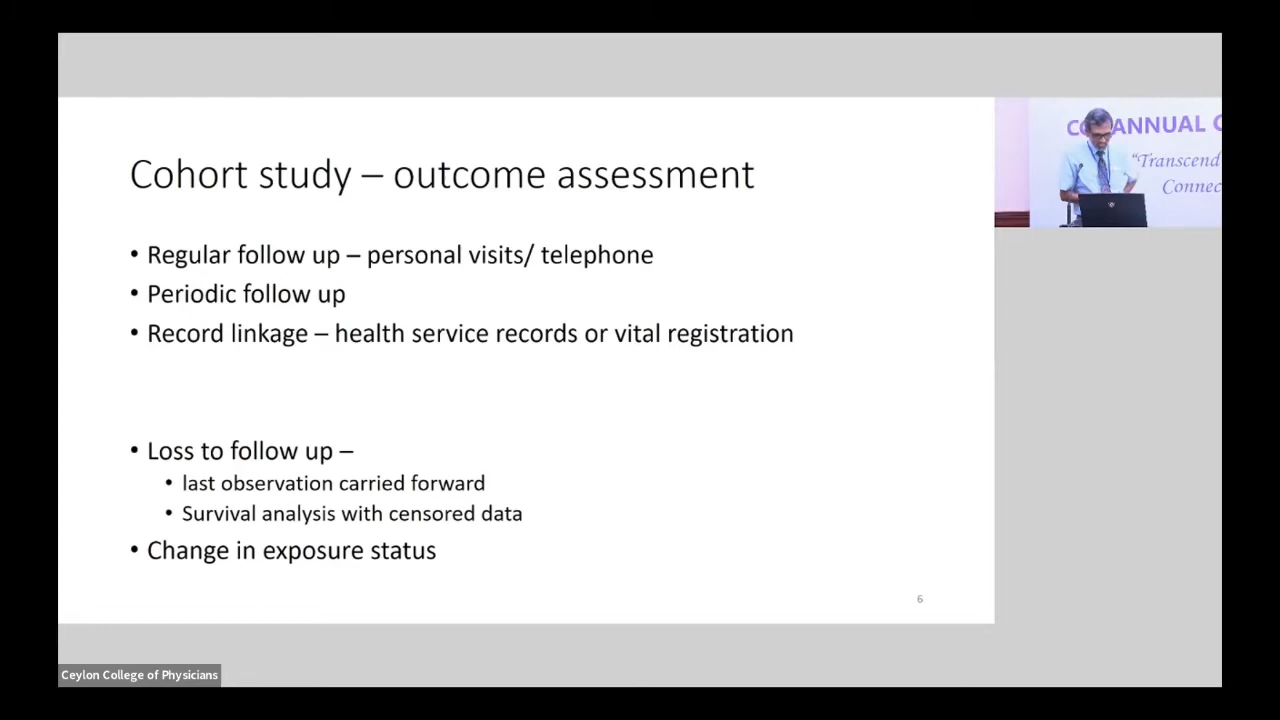 Cohort study – outcome assessment
• Regular follow up – personal visits/ telephone
• Periodic follow up
• Record linkage – health service records or vital registration
• Loss to follow up –
• last observation carried forward
• Survival analysis with censored data
• Change in exposure status
6
ANNUAL
“Transcend
Connec
Ceylon College of Physicians